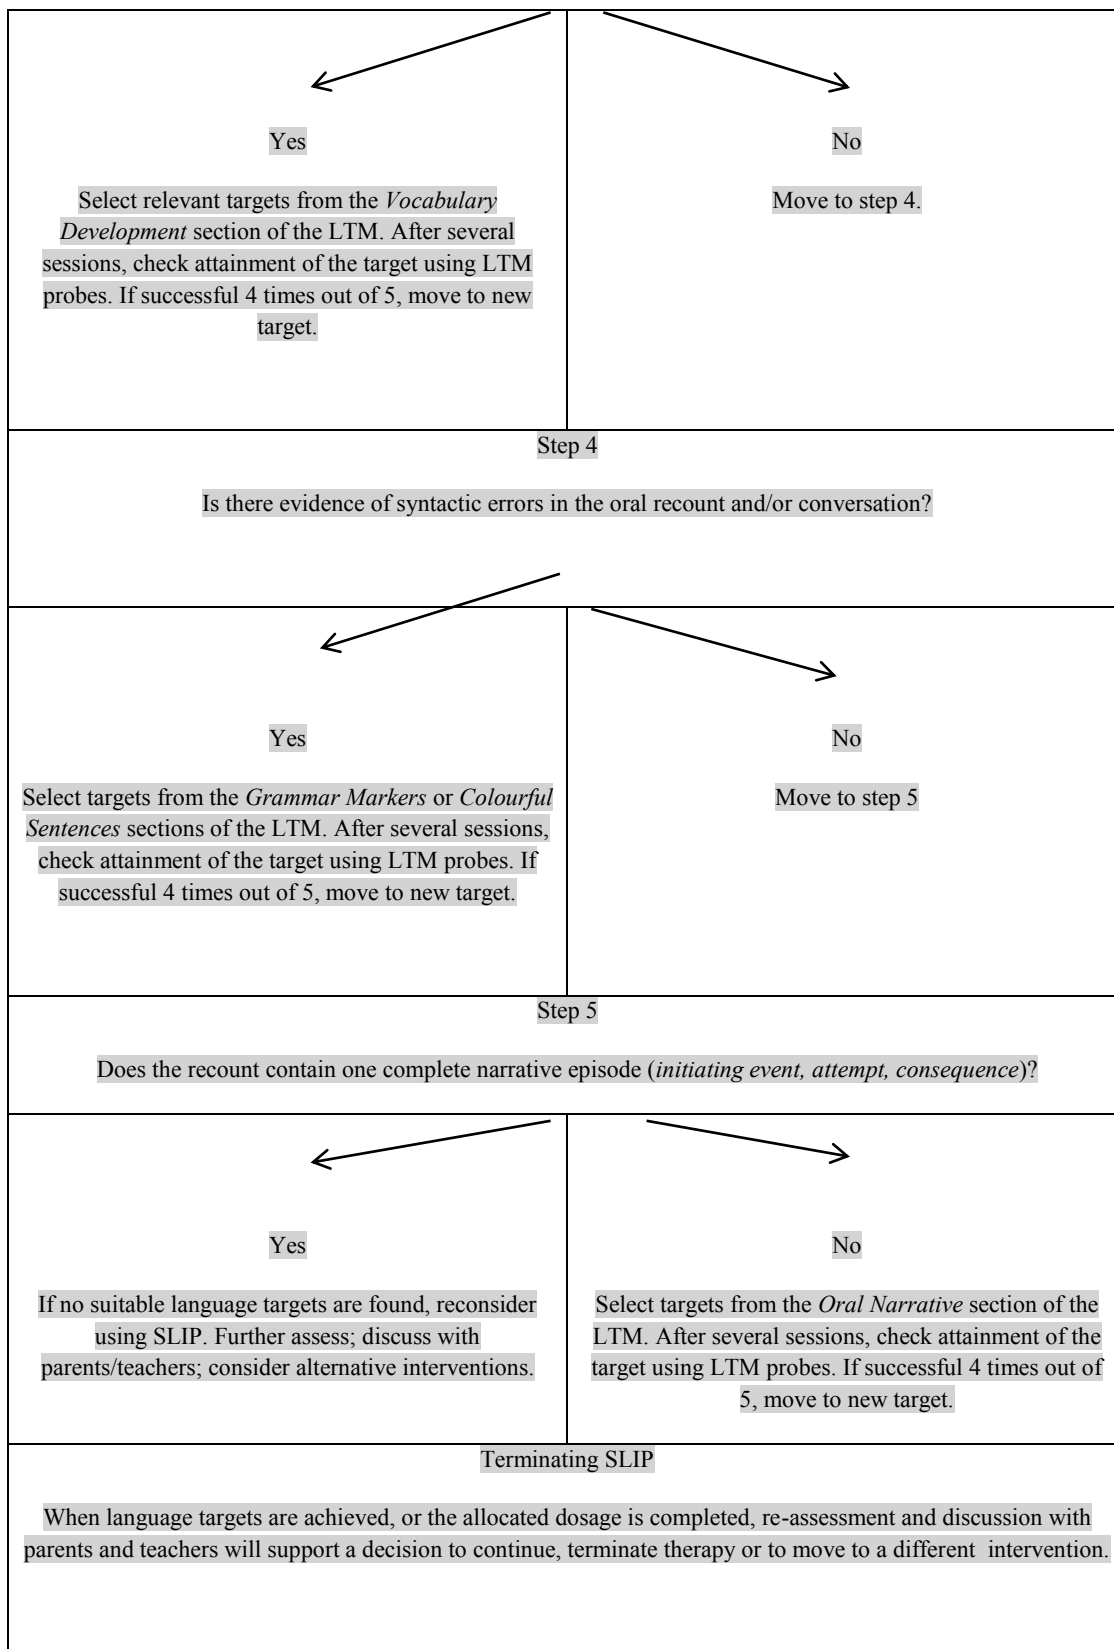 Yes
Select relevant targets from the Vocabulary
Development section of the LTM. After several
sessions, check attainment of the target using LTM
probes. If successful 4 times out of 5, move to new
target.
No
Move to step 4.
Step 4
Is there evidence of syntactic errors in the oral recount and/or conversation?
Yes
Select targets from the Grammar Markers or Colourful
Sentences sections of the LTM. After several sessions,
check attainment of the target using LTM probes. If
successful 4 times out of 5, move to new target.
No
Move to step 5
Step 5
Does the recount contain one complete narrative episode (initiating event, attempt, consequence)?
Yes
If no suitable language targets are found, reconsider
using SLIP. Further assess; discuss with
parents/teachers; consider alternative interventions.
No
Select targets from the Oral Narrative section of the
LTM. After several sessions, check attainment of the
target using LTM probes. If successful 4 times out of
5, move to new target.
Terminating SLIP
When language targets are achieved, or the allocated dosage is completed, re-assessment and discussion with
parents and teachers will support a decision to continue, terminate therapy or to move to a different intervention.